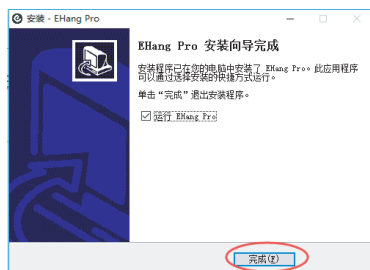 安装 - EHang Pro
EHang Pro 安装向导完成
安装程序已在您的电脑中安装了 EHang Pro。此应用程序
可以通过选择安装的快捷方式运行。
单击“完成”退出安装程序。
运行 EHang Pro
完成(F)